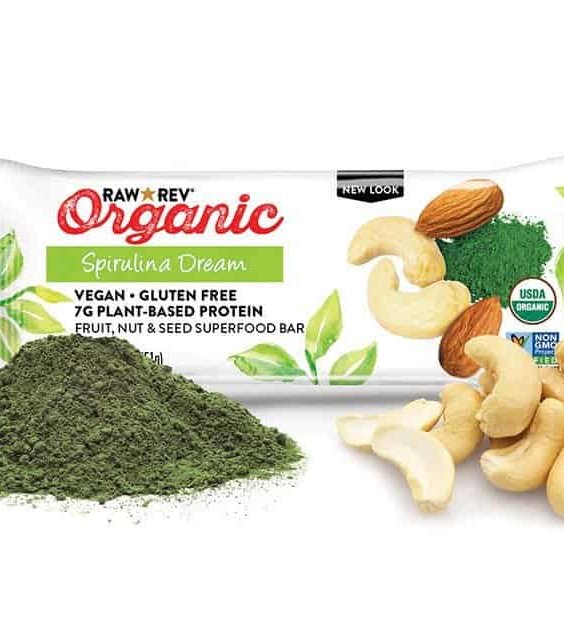 NEW LOOK
RAW REV®
Organic
Spirulina Dream
VEGAN • GLUTEN FREE
7G PLANT-BASED PROTEIN
FRUIT, NUT & SEED SUPERFOOD BAR
USDA
ORGANIC
NON
GMO
Project
FIED